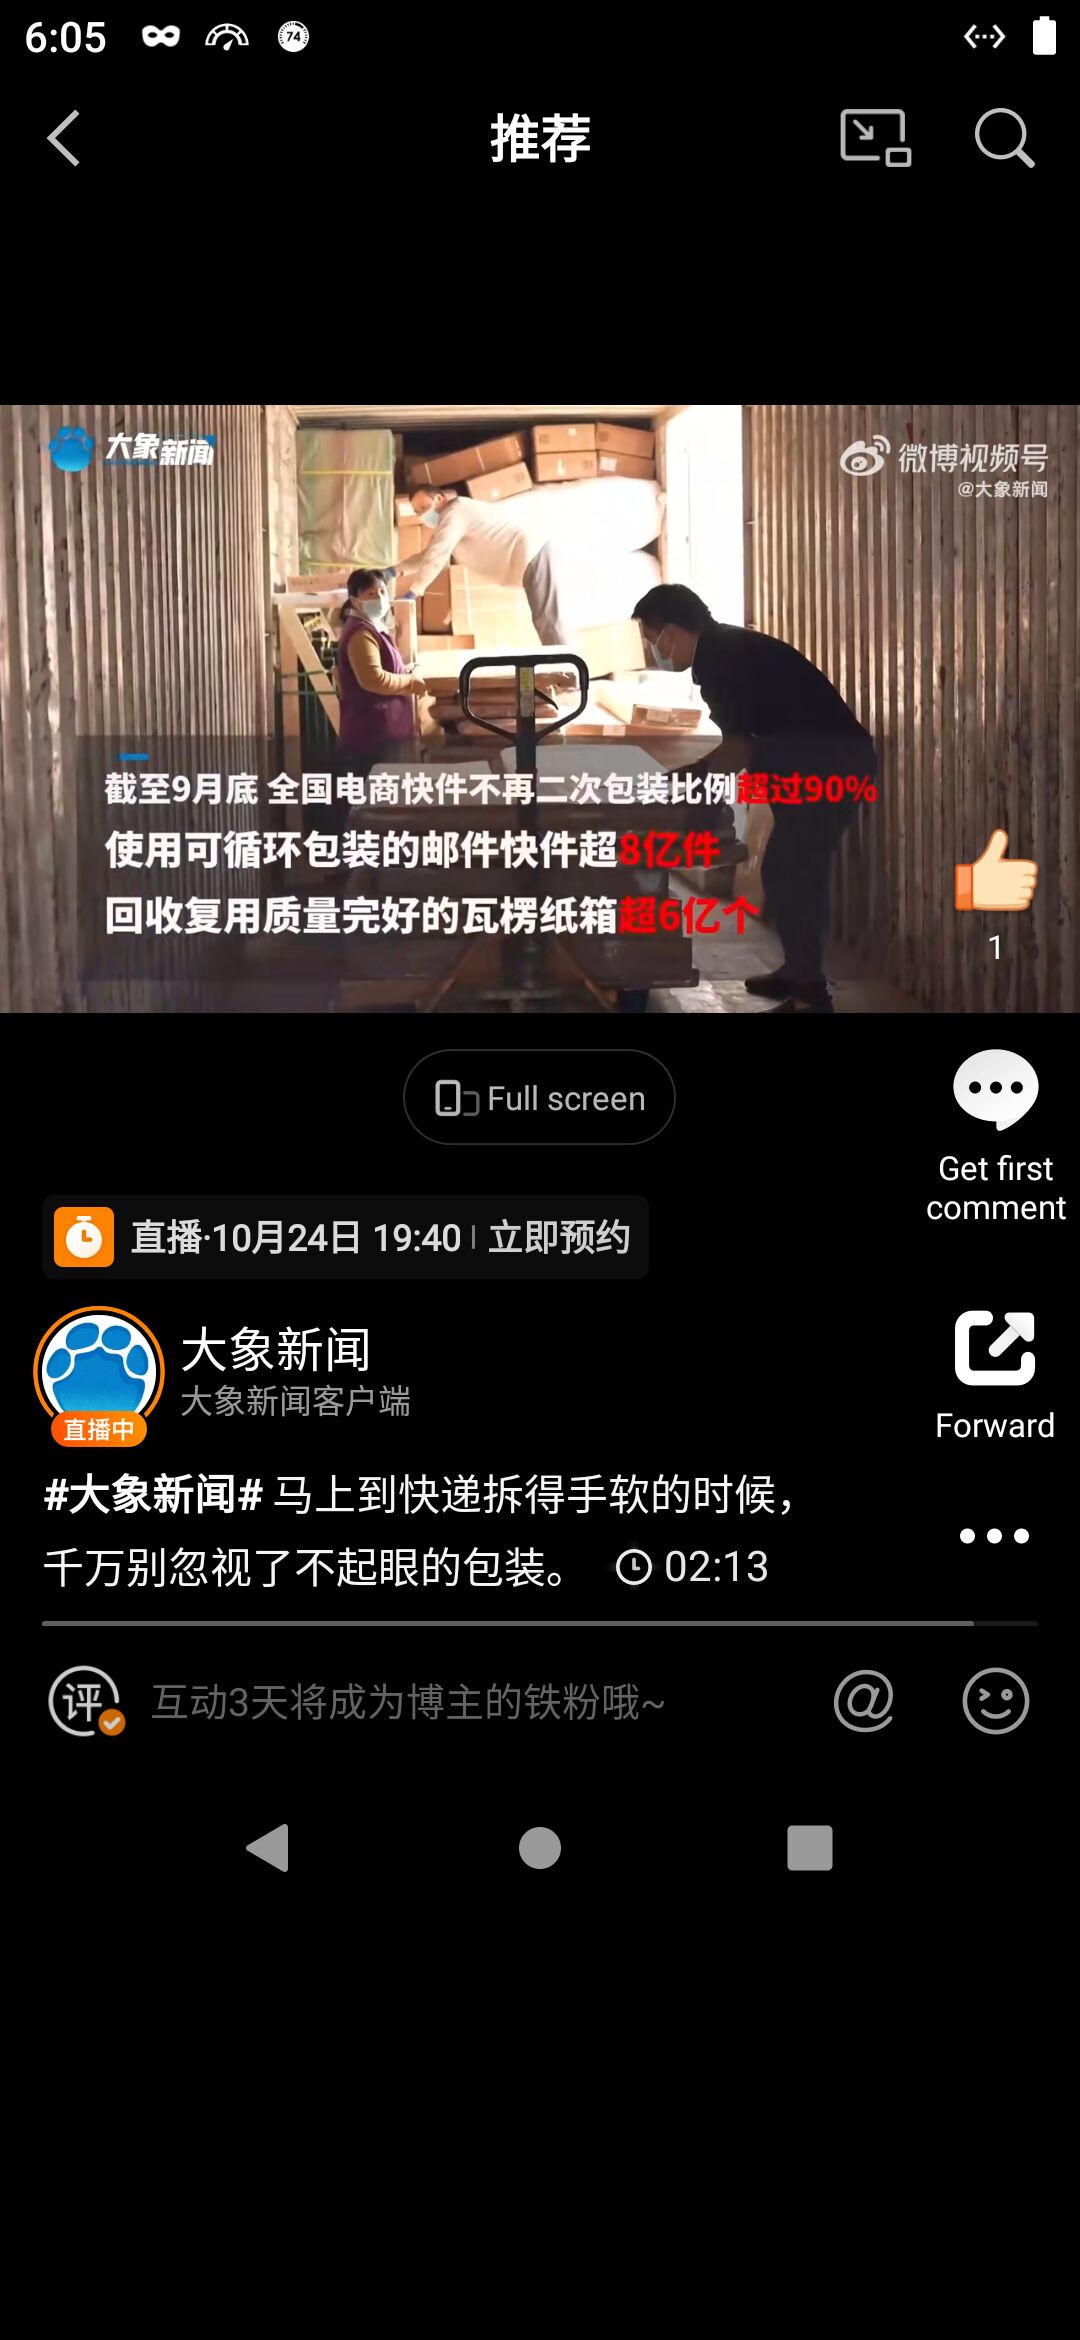 6:05
74
推荐
大象新闻
微博视频号
@大象新闻
截至9月底 全国电商快件不再二次包装比例超过90%
使用可循环包装的邮件快件超8亿件
回收复用质量完好的瓦楞纸箱超6亿个
1
Full screen
Get first
comment
直播·10月24日 19:40 | 立即预约
大象新闻
大象新闻客户端
直播中
Forward
#大象新闻# 马上到快递拆得手软的时候，
千万别忽视了不起眼的包装。 02:13
评 互动3天将成为博主的铁粉哦~